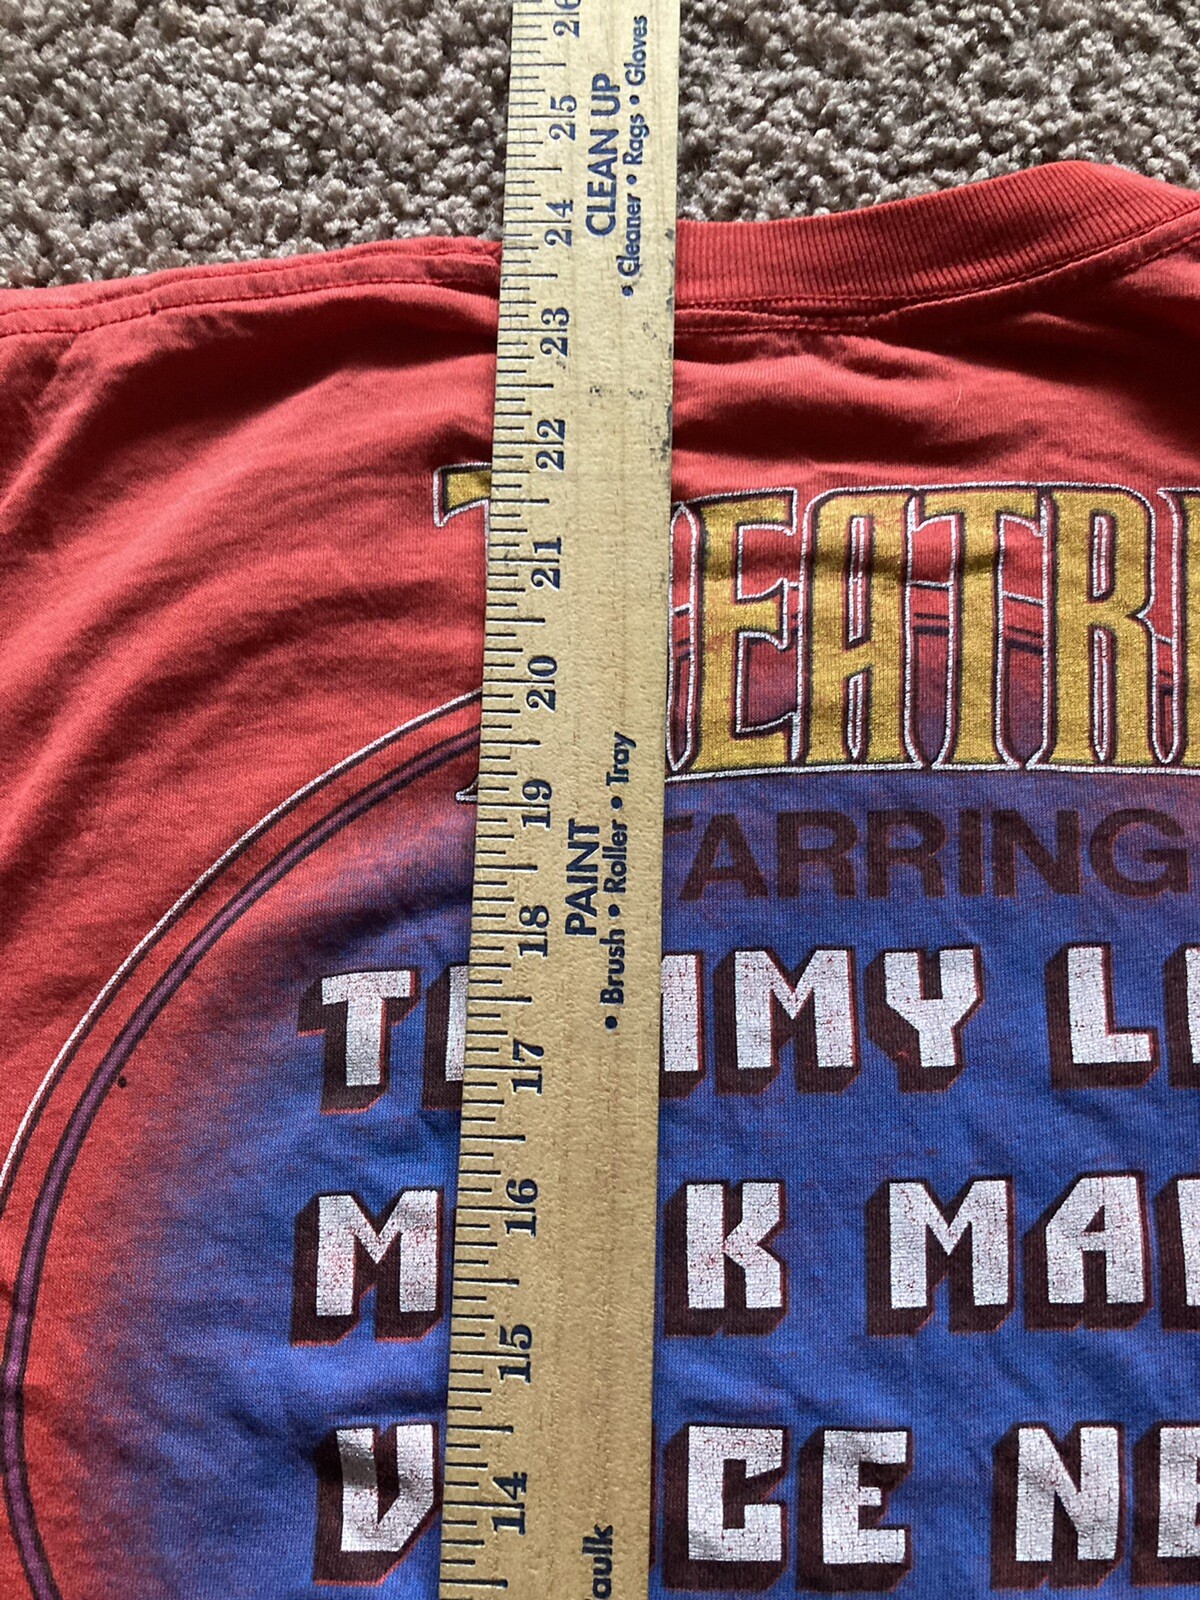 26
25
24
23
22
21
20
19
18
17
16
15
14
CLEAN UP
• Cleaner • Rags • Gloves
PAINT
• Brush • Roller • Tray
aulk
EATR
TARRING
T MMY L
M K MA
V CE N